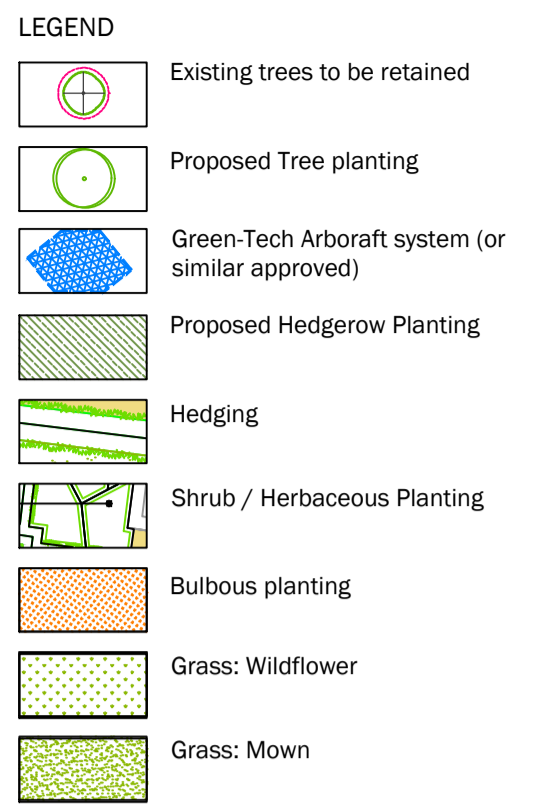 LEGEND
Existing trees to be retained
Proposed Tree planting
Green-Tech Arboraft system (or
similar approved)
Proposed Hedgerow Planting
Hedging
Shrub / Herbaceous Planting
Bulbous planting
Grass: Wildflower
Grass: Mown